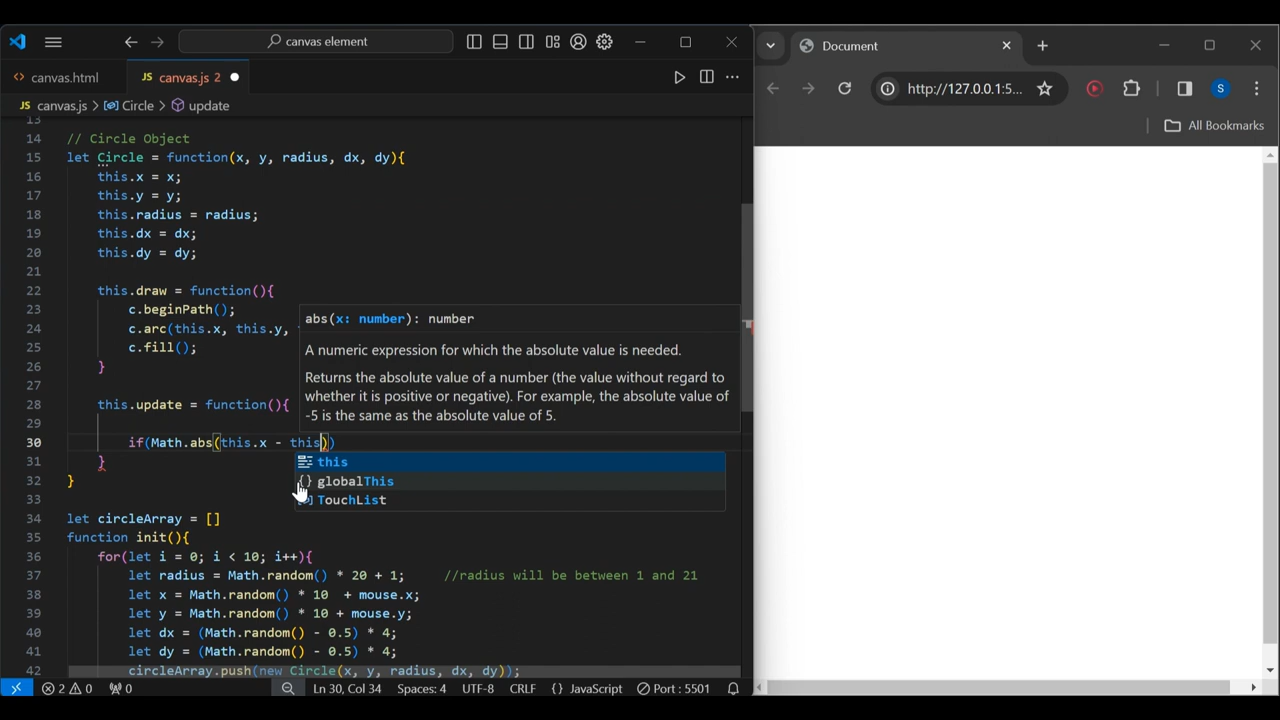 canvas element
Document
canvas.html
JS canvas.js 2
http://127.0.0.1:5...
S
JS canvas.js > Circle > update
All Bookmarks
13
14 // Circle Object
15 let Circle = function(x, y, radius, dx, dy){
16 this.x = x;
17 this.y = y;
18 this.radius = radius;
19 this.dx = dx;
20 this.dy = dy;
21
22 this.draw = function(){
23 c.beginPath();
24 c.arc(this.x, this.y,
25 c.fill();
26 }
27
28 this.update = function(){
29
30 if(Math.abs(this.x - this))
31 }
32 }
33
34 let circleArray = []
35 function init(){
36 for(let i = 0; i < 10; i++){
37 let radius = Math.random() * 20 + 1; //radius will be between 1 and 21
38 let x = Math.random() * 10 + mouse.x;
39 let y = Math.random() * 10 + mouse.y;
40 let dx = (Math.random() - 0.5) * 4;
41 let dy = (Math.random() - 0.5) * 4;
42 circleArray.push(new Circle(x, y, radius, dx, dy));
abs(x: number): number
A numeric expression for which the absolute value is needed.
Returns the absolute value of a number (the value without regard to
whether it is positive or negative). For example, the absolute value of
-5 is the same as the absolute value of 5.
this
globalThis
TouchList
2 0 0 Ln 30, Col 34 Spaces: 4 UTF-8 CRLF {} JavaScript Port : 5501